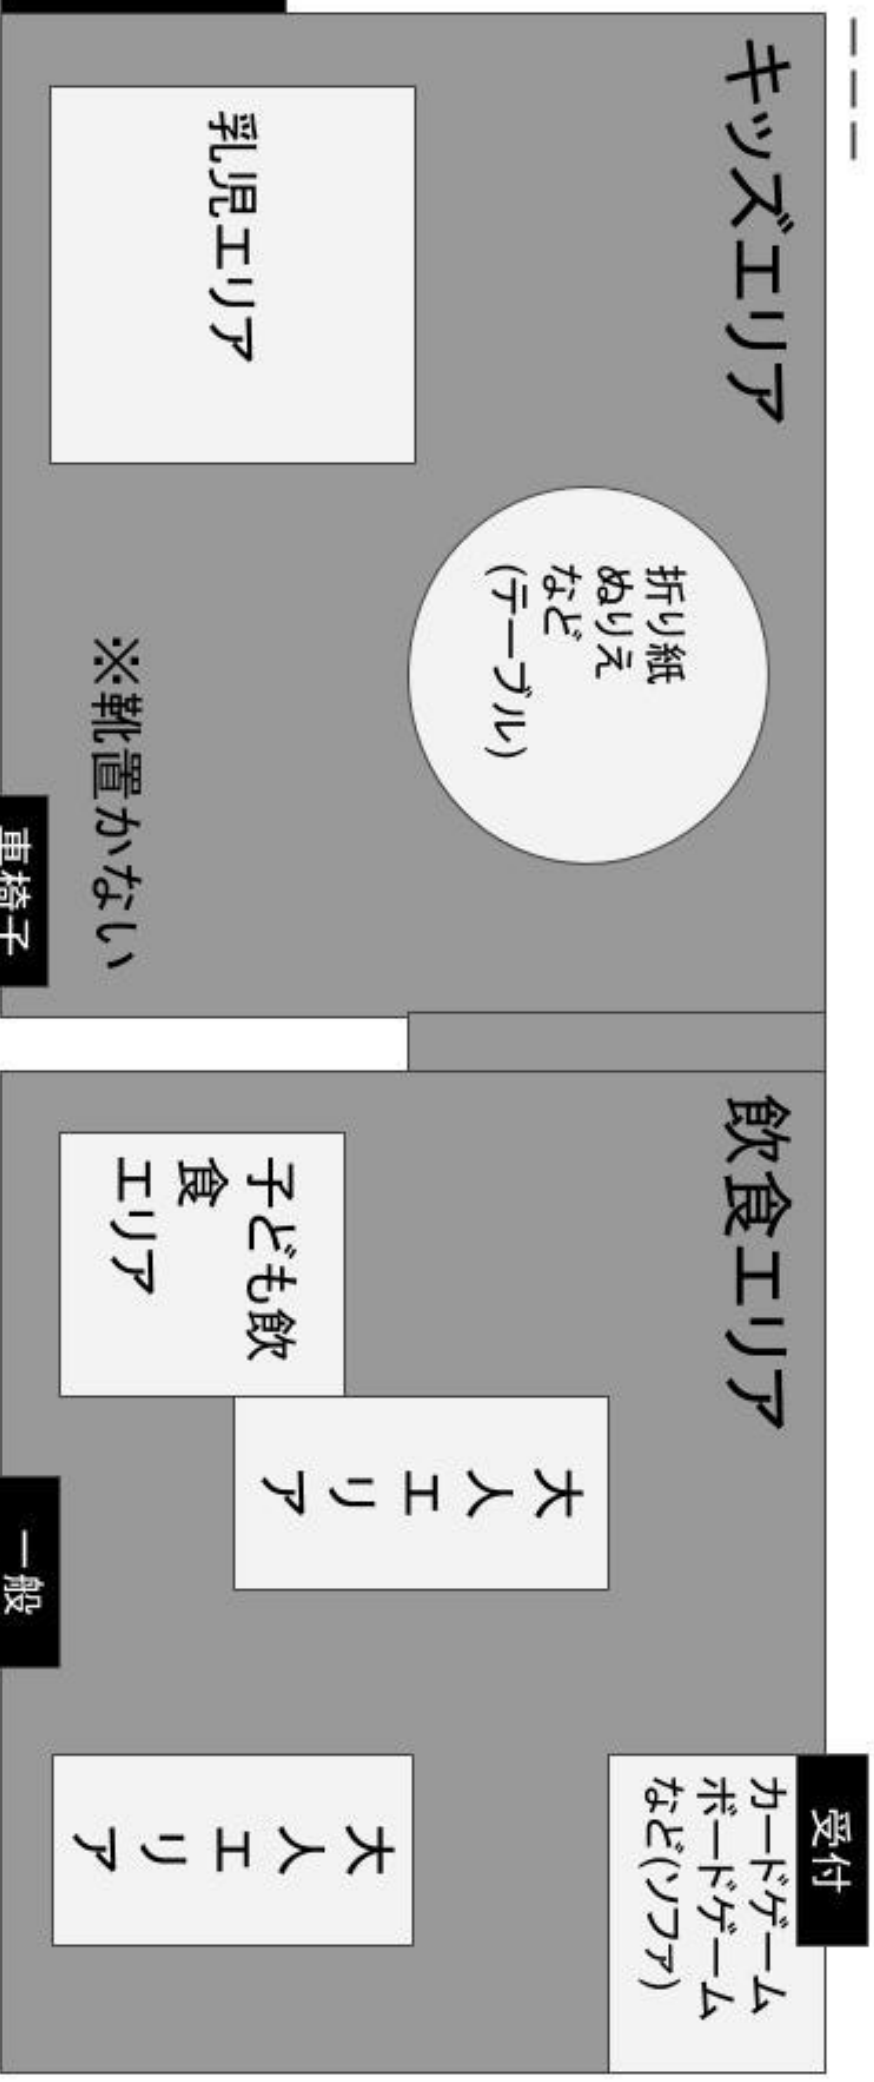 キッズエリア
乳児エリア
折り紙
ぬりえ
など
(テーブル)
※靴置かない
車椅子
飲食エリア
子ども飲
食
エリア
大人エリア
一般
大人エリア
カードゲーム
ボードゲーム
など(ソファ)
受付